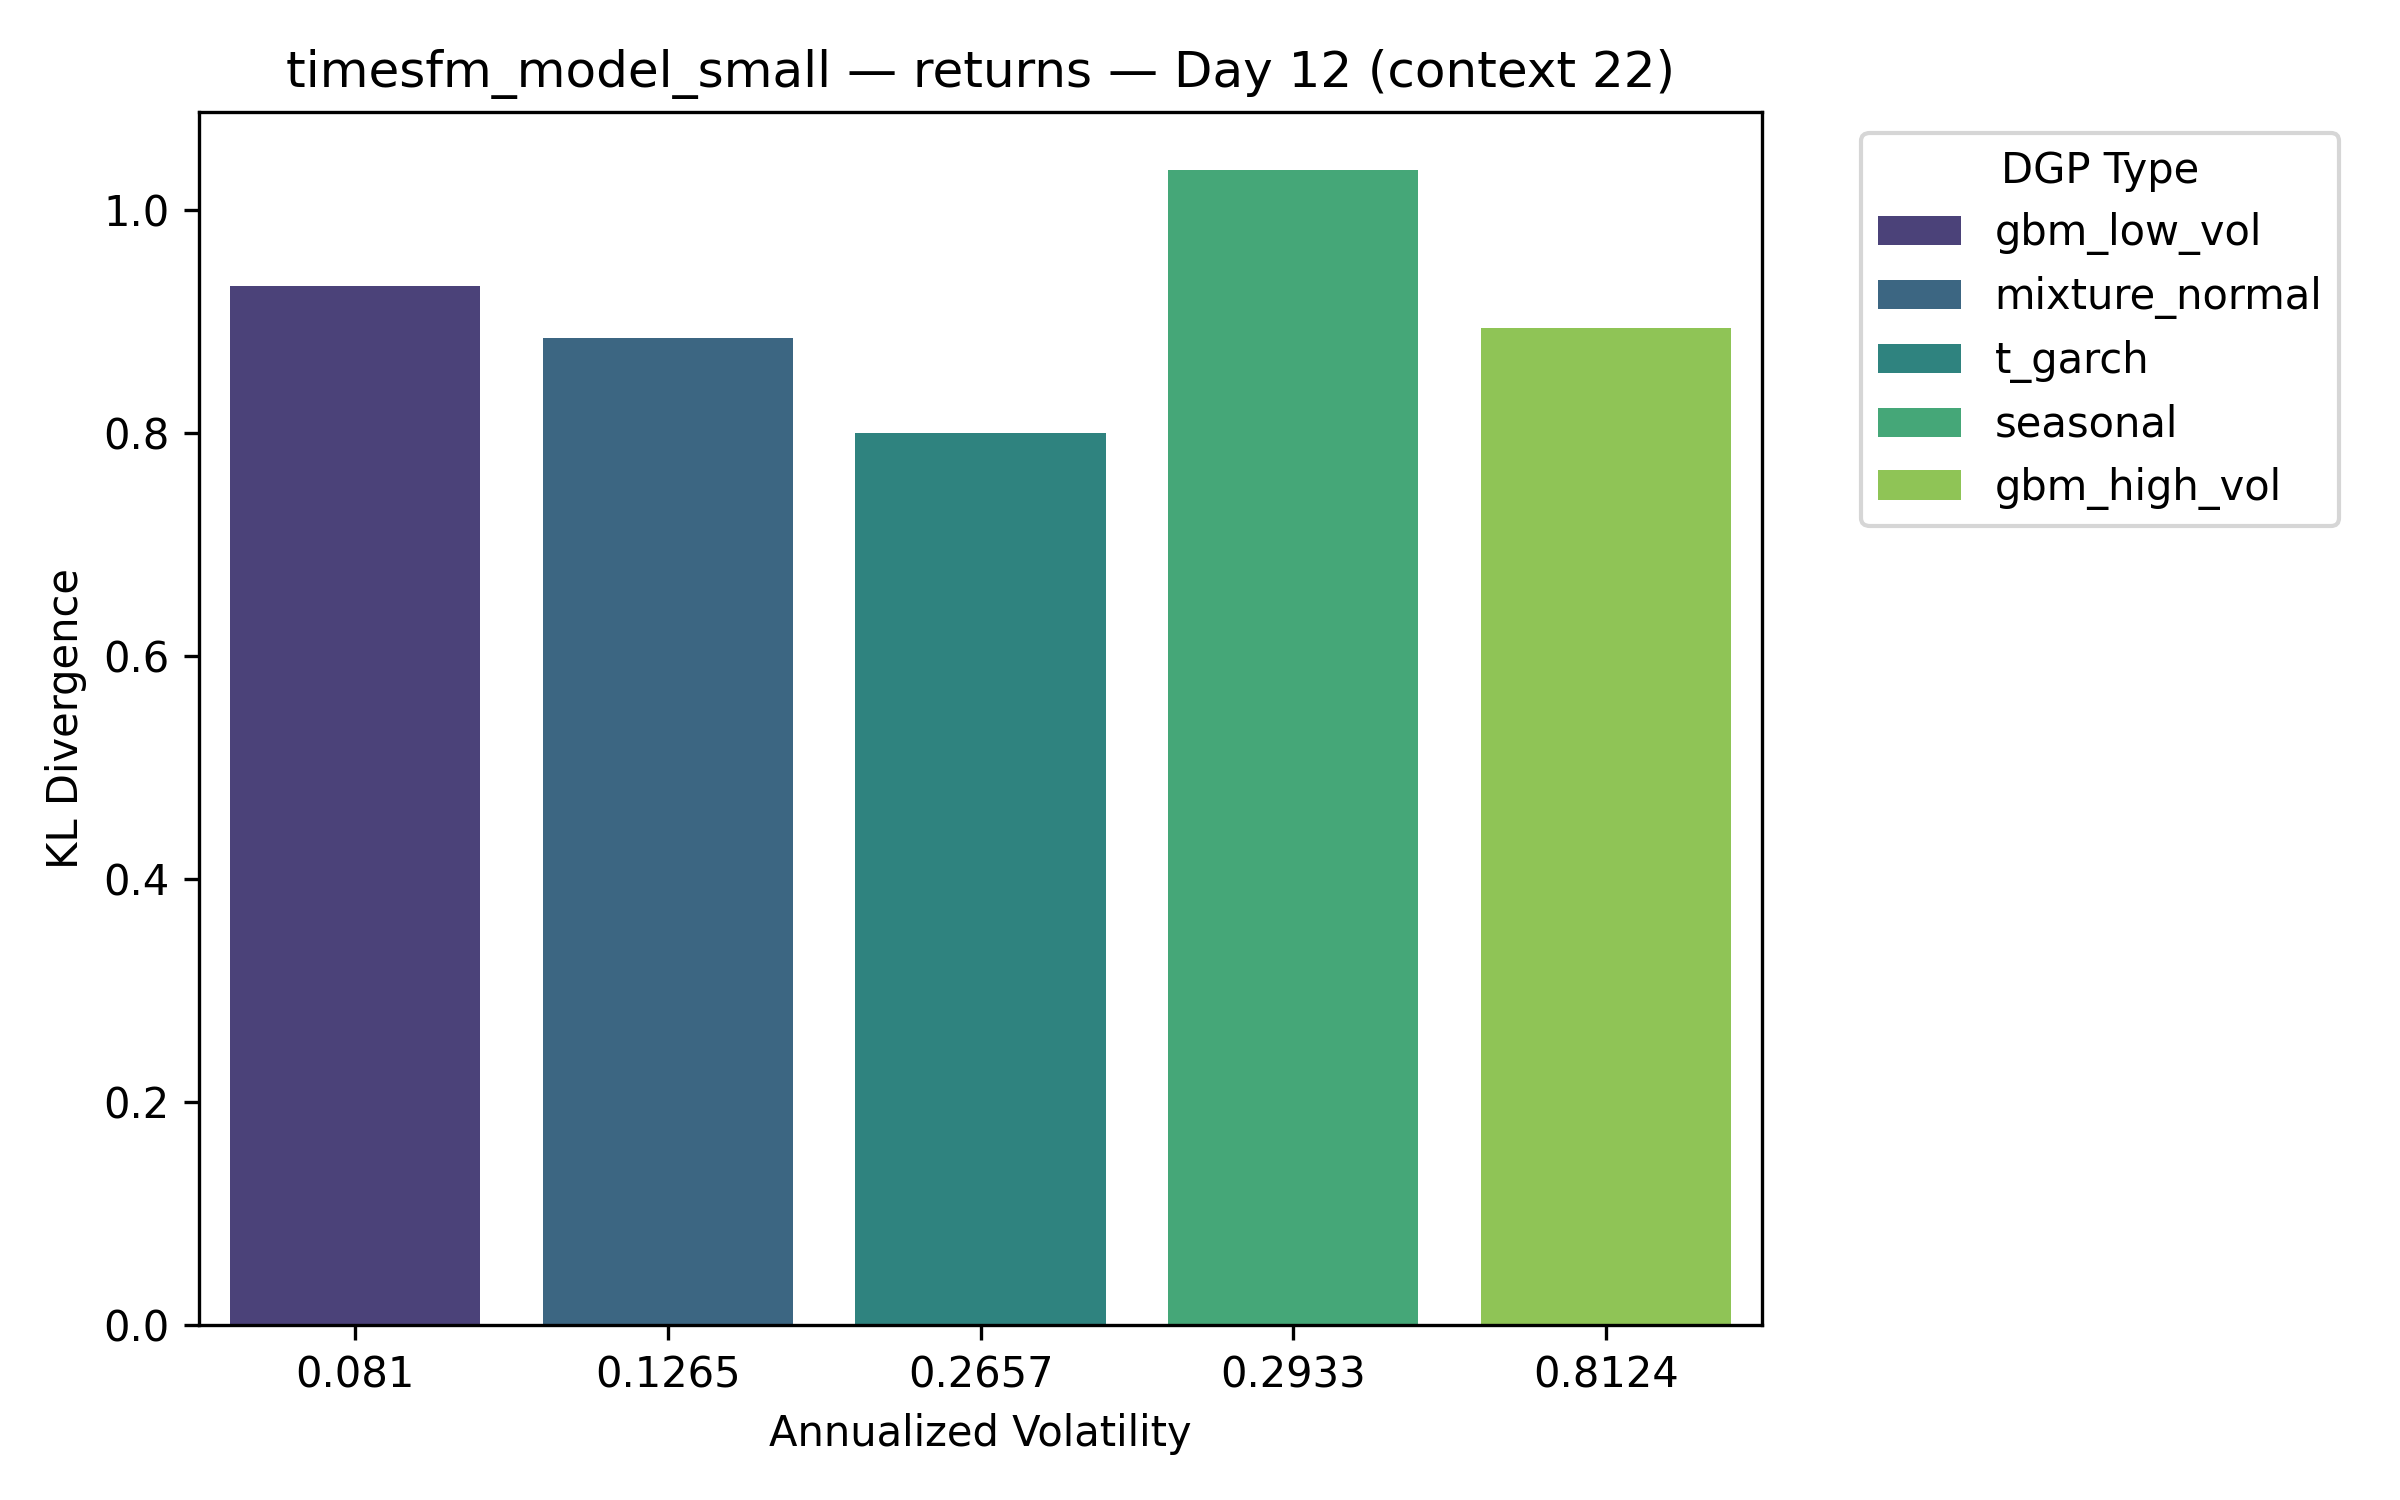 timesfm_model_small — returns — Day 12 (context 22)
DGP Type
gbm_low_vol
mixture_normal
t_garch
seasonal
gbm_high_vol
KL Divergence
1.0
0.8
0.6
0.4
0.2
0.0
0.081 0.1265 0.2657 0.2933 0.8124
Annualized Volatility